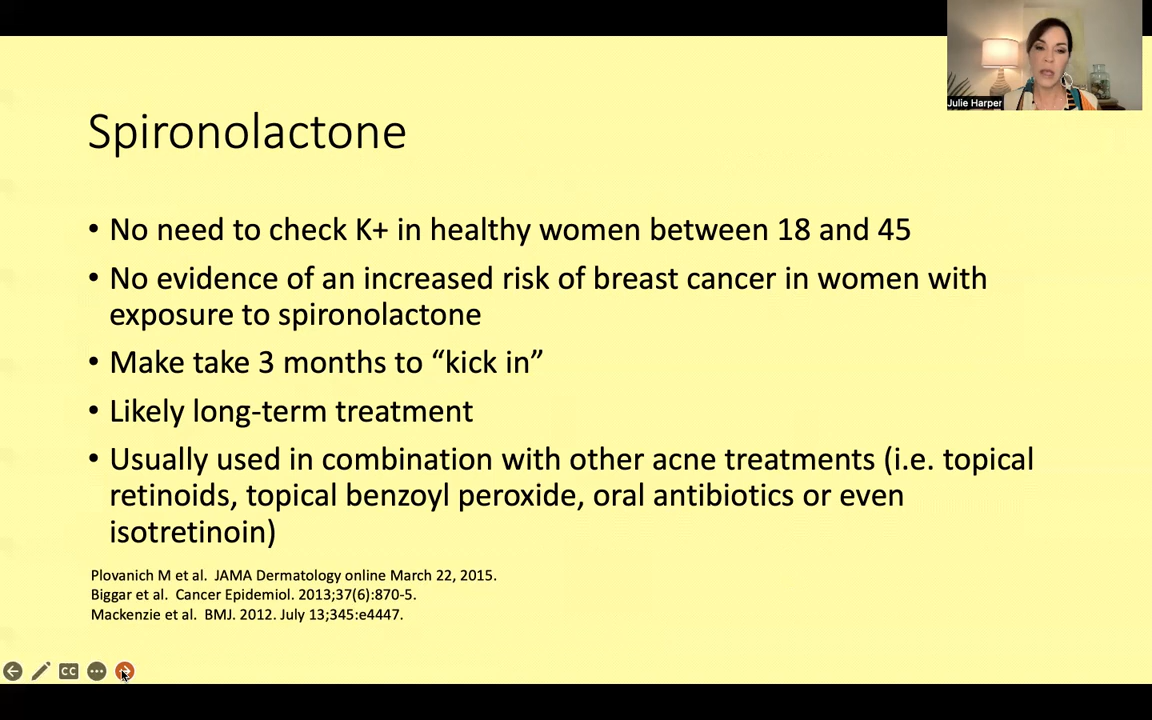 Julie Harper
Spironolactone
• No need to check K+ in healthy women between 18 and 45
• No evidence of an increased risk of breast cancer in women with
exposure to spironolactone
• Make take 3 months to “kick in”
• Likely long-term treatment
• Usually used in combination with other acne treatments (i.e. topical
retinoids, topical benzoyl peroxide, oral antibiotics or even
isotretinoin)
Plovanich M et al.  JAMA Dermatology online March 22, 2015.
Biggar et al.  Cancer Epidemiol. 2013;37(6):870-5.
Mackenzie et al.  BMJ. 2012. July 13;345:e4447.
CC